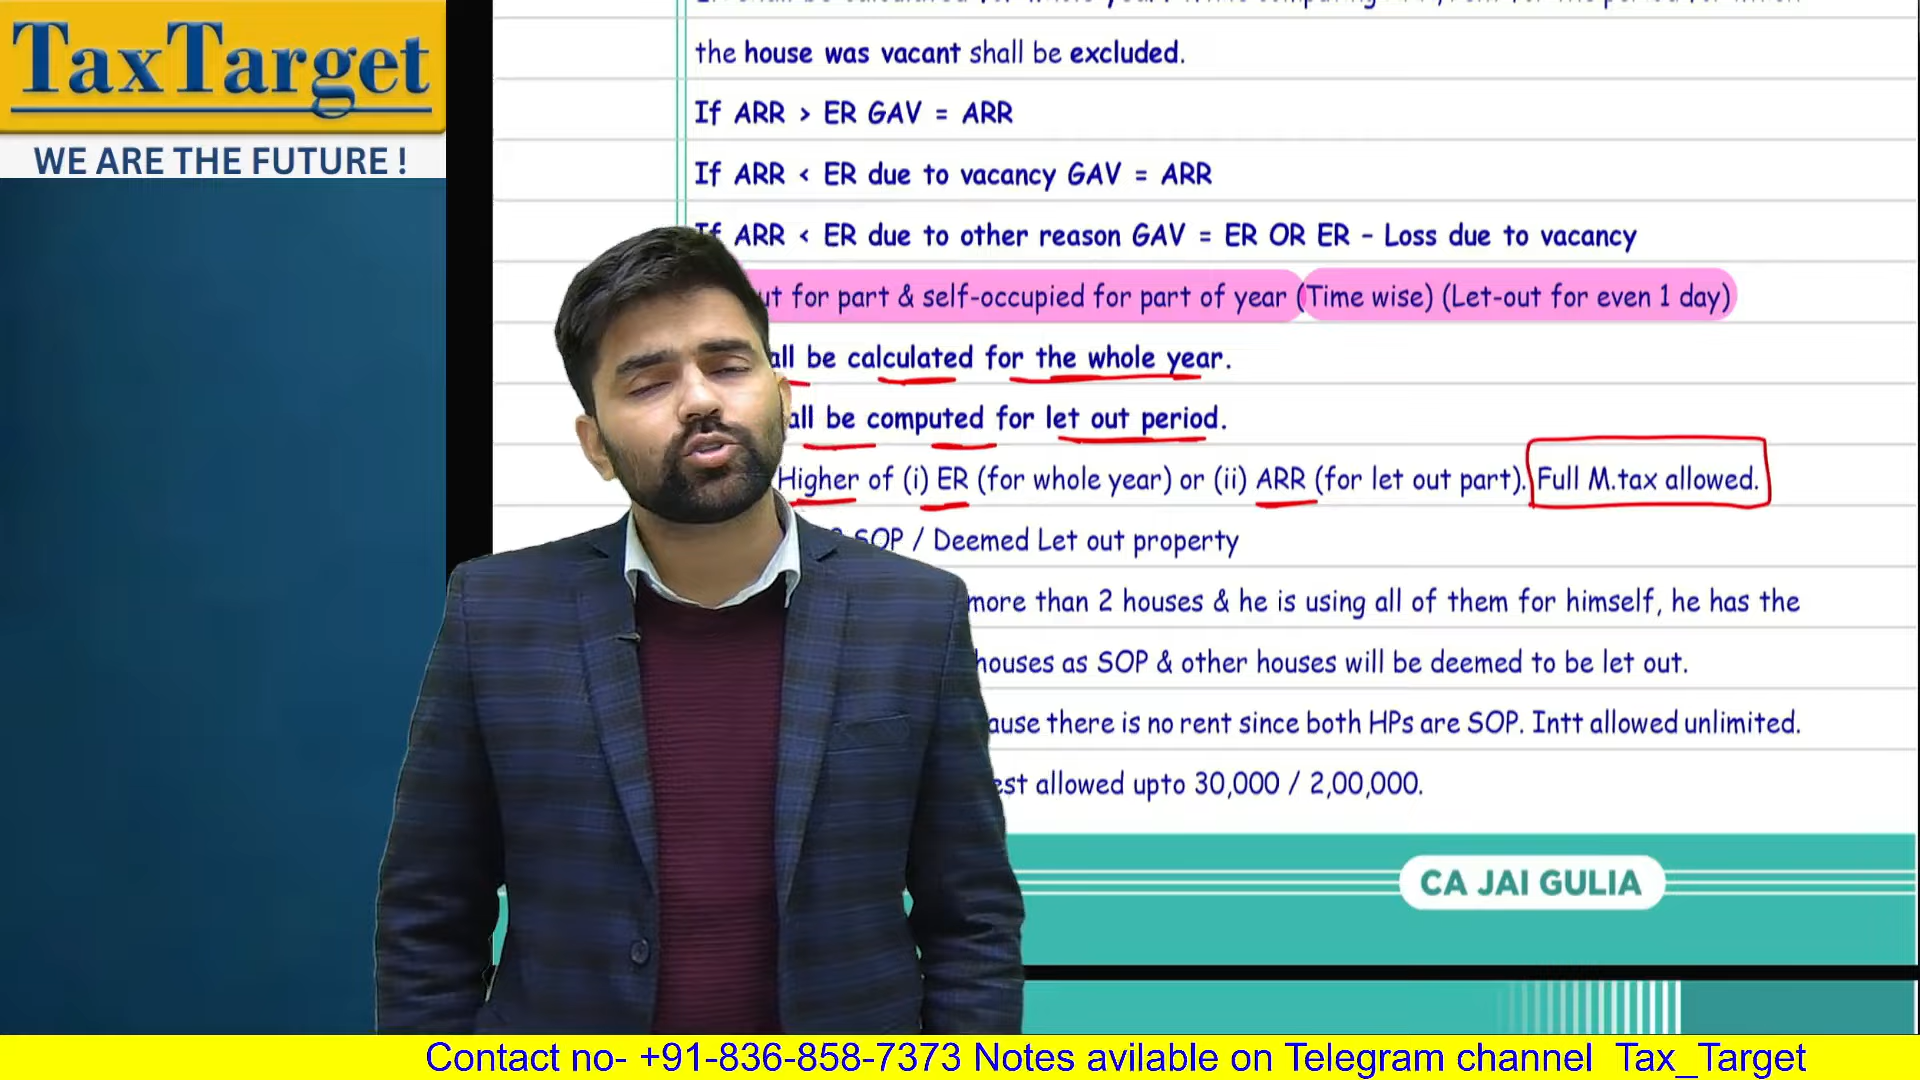 TaxTarget
WE ARE THE FUTURE !
the house was vacant shall be excluded.
If ARR > ER GAV = ARR
If ARR < ER due to vacancy GAV = ARR
If ARR < ER due to other reason GAV = ER OR ER - Loss due to vacancy
for part & self-occupied for part of year (Time wise) (Let-out for even 1 day)
be calculated for the whole year.
be computed for let out period.
Higher of (i) ER (for whole year) or (ii) ARR (for let out part). Full M.tax allowed.
SOP / Deemed Let out property
more than 2 houses & he is using all of them for himself, he has the
houses as SOP & other houses will be deemed to be let out.
there is no rent since both HPs are SOP. Intt allowed unlimited.
allowed upto 30,000 / 2,00,000.
CA JAI GULIA
Contact no- +91-836-858-7373 Notes avilable on Telegram channel Tax_Target